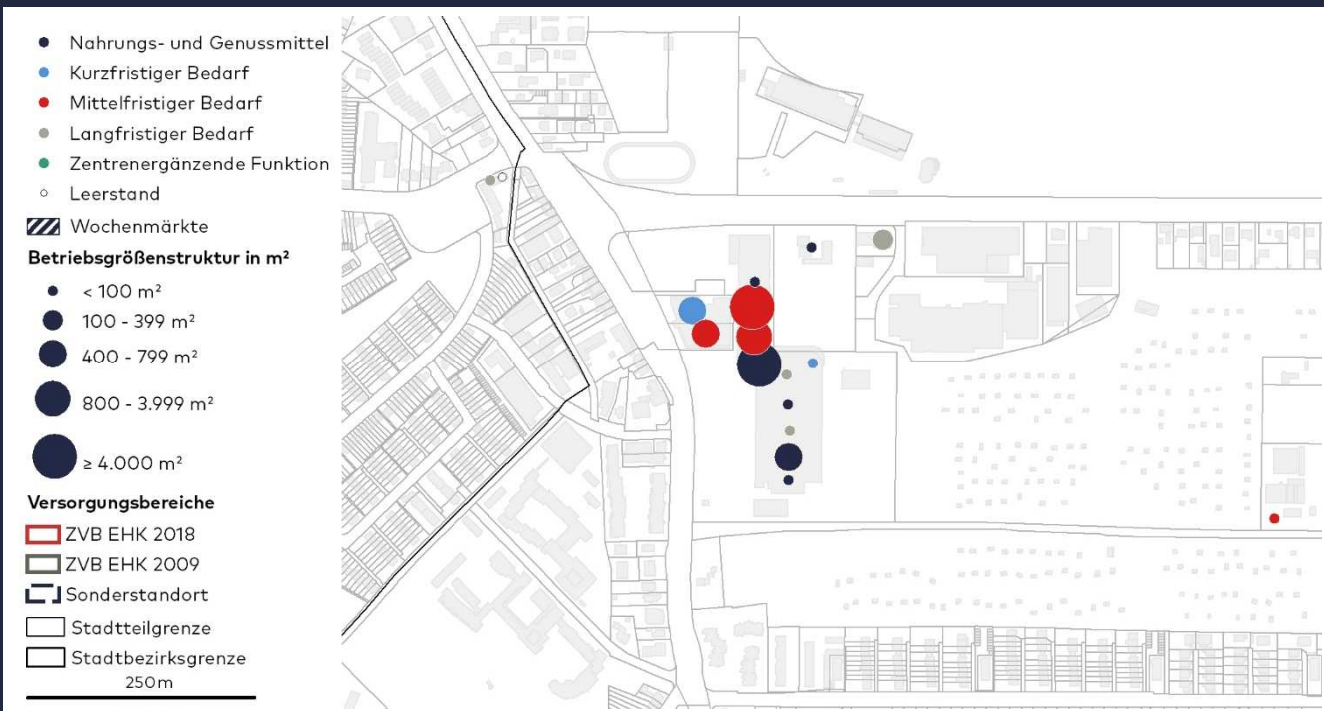 Nahrungs- und Genussmittel
Kurzfristiger Bedarf
Mittelfristiger Bedarf
Langfristiger Bedarf
Zentrenergänzende Funktion
Leerstand
Wochenmärkte
Betriebsgrößenstruktur in m²
< 100 m²
100 - 399 m²
400 - 799 m²
800 - 3.999 m²
≥ 4.000 m²
Versorgungsbereiche
ZVB EHK 2018
ZVB EHK 2009
Sonderstandort
Stadtteilgrenze
Stadtbezirksgrenze
250m